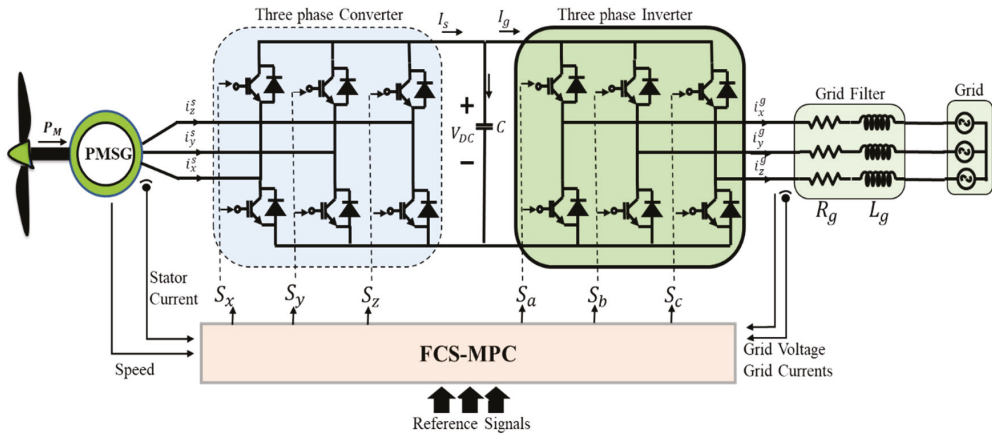 Three phase Converter
I_s
I_g
Three phase Inverter
P_M
PMSG
i_z^s
i_y^s
i_x^s
+
V_DC
C
−
i_x^g
i_y^g
i_z^g
Grid Filter
Grid
R_g
L_g
Stator
Current
S_x
S_y
S_z
S_a
S_b
S_c
FCS-MPC
Speed
Grid Voltage
Grid Currents
Reference Signals